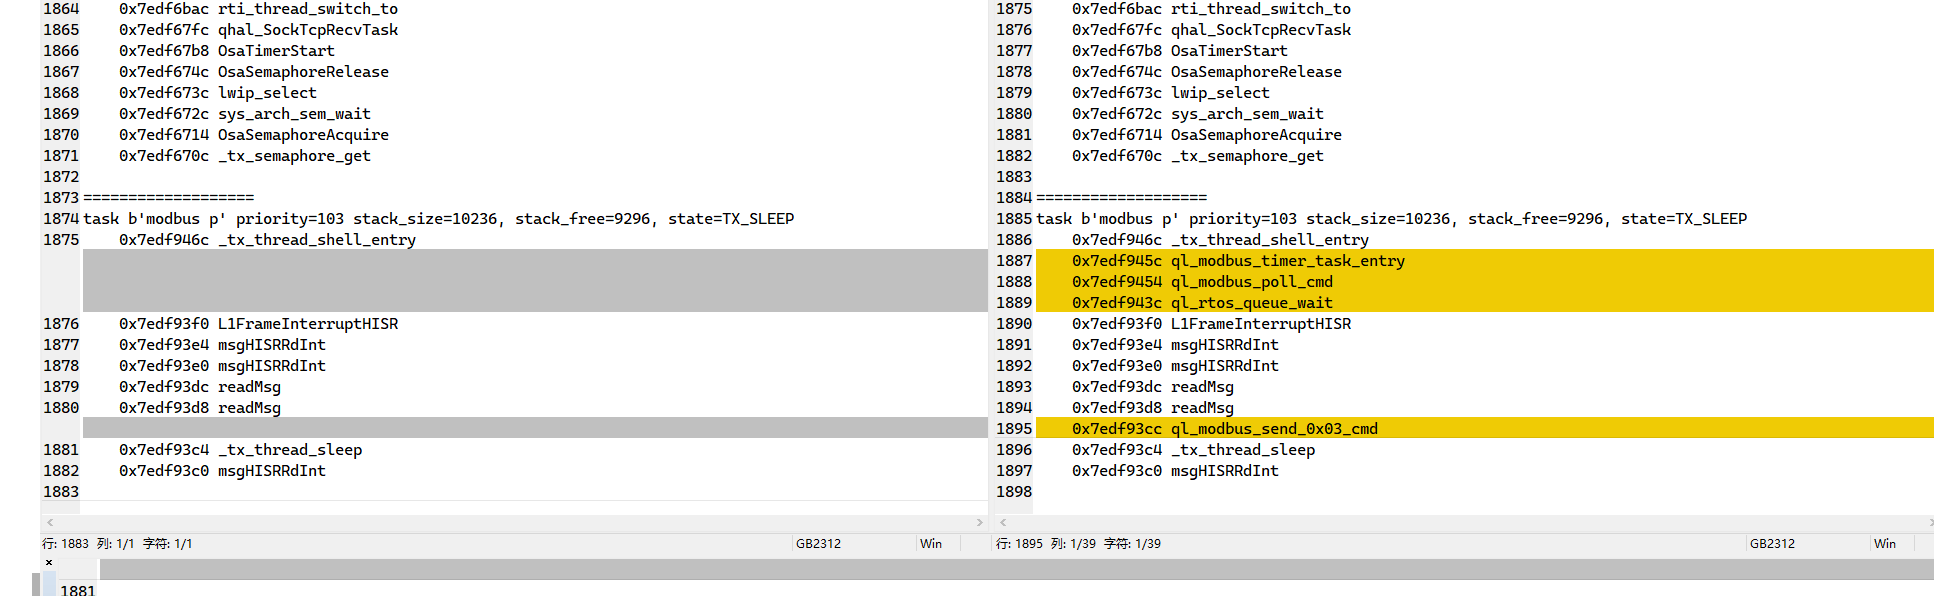 1864    0x7edf6bac rti_thread_switch_to
1865    0x7edf67fc qhal_SockTcpRecvTask
1866    0x7edf67b8 OsaTimerStart
1867    0x7edf674c OsaSemaphoreRelease
1868    0x7edf673c lwip_select
1869    0x7edf672c sys_arch_sem_wait
1870    0x7edf6714 OsaSemaphoreAcquire
1871    0x7edf670c _tx_semaphore_get
1872
1873 ===================
1874 task b'modbus p' priority=103 stack_size=10236, stack_free=9296, state=TX_SLEEP
1875    0x7edf946c _tx_thread_shell_entry
1876    0x7edf93f0 L1FrameInterruptHISR
1877    0x7edf93e4 msgHISRRdInt
1878    0x7edf93e0 msgHISRRdInt
1879    0x7edf93dc readMsg
1880    0x7edf93d8 readMsg
1881    0x7edf93c4 _tx_thread_sleep
1882    0x7edf93c0 msgHISRRdInt
1883
行: 1883 列: 1/1 字符: 1/1 GB2312 Win
1875    0x7edf6bac rti_thread_switch_to
1876    0x7edf67fc qhal_SockTcpRecvTask
1877    0x7edf67b8 OsaTimerStart
1878    0x7edf674c OsaSemaphoreRelease
1879    0x7edf673c lwip_select
1880    0x7edf672c sys_arch_sem_wait
1881    0x7edf6714 OsaSemaphoreAcquire
1882    0x7edf670c _tx_semaphore_get
1883
1884 ===================
1885 task b'modbus p' priority=103 stack_size=10236, stack_free=9296, state=TX_SLEEP
1886    0x7edf946c _tx_thread_shell_entry
1887    0x7edf945c ql_modbus_timer_task_entry
1888    0x7edf9454 ql_modbus_poll_cmd
1889    0x7edf943c ql_rtos_queue_wait
1890    0x7edf93f0 L1FrameInterruptHISR
1891    0x7edf93e4 msgHISRRdInt
1892    0x7edf93e0 msgHISRRdInt
1893    0x7edf93dc readMsg
1894    0x7edf93d8 readMsg
1895    0x7edf93cc ql_modbus_send_0x03_cmd
1896    0x7edf93c4 _tx_thread_sleep
1897    0x7edf93c0 msgHISRRdInt
1898
行: 1895 列: 1/39 字符: 1/39 GB2312 Win
1881